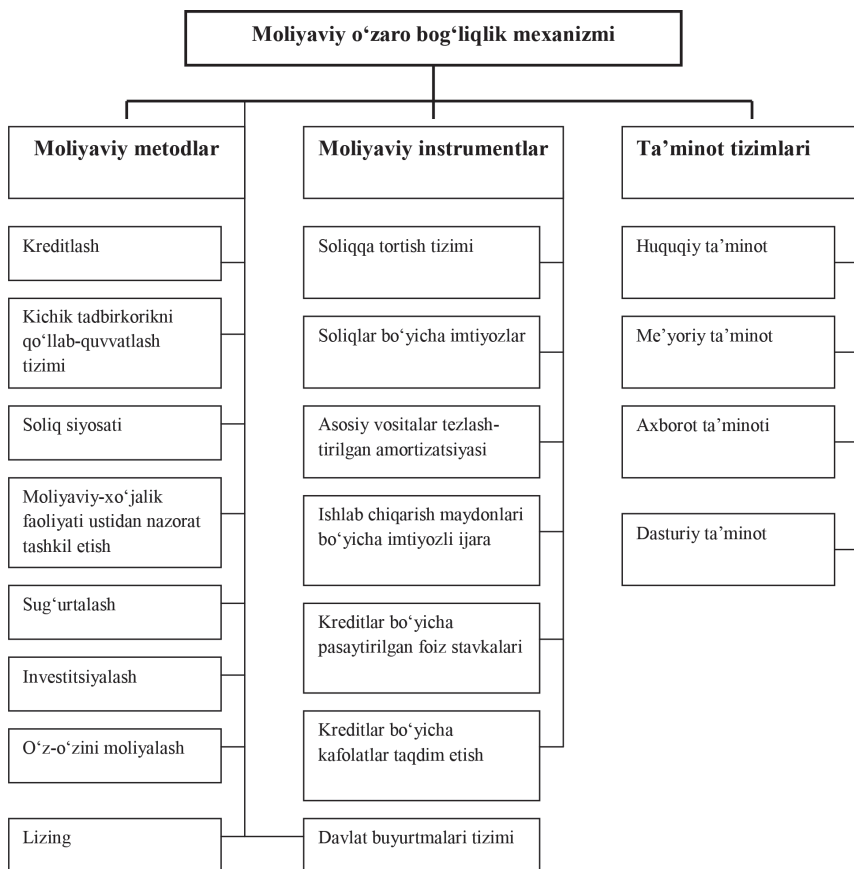 Moliyaviy o‘zaro bog‘liqlik mexanizmi
Moliyaviy metodlar
Kreditlash
Kichik tadbirkorikni
qo‘llab-quvvatlash
tizimi
Soliq siyosati
Moliyaviy-xo‘jalik
faoliyati ustidan nazorat
tashkil etish
Sug‘urtalash
Investitsiyalash
O‘z-o‘zini moliyalash
Lizing
Moliyaviy instrumentlar
Soliqqa tortish tizimi
Soliqlar bo‘yicha imtiyozlar
Asosiy vositalar tezlash-
tirilgan amortizatsiyasi
Ishlab chiqarish maydonlari
bo‘yicha imtiyozli ijara
Kreditlar bo‘yicha
pasaytirilgan foiz stavkalari
Kreditlar bo‘yicha
kafolatlar taqdim etish
Davlat buyurtmalari tizimi
Ta’minot tizimlari
Huquqiy ta’minot
Me’yoriy ta’minot
Axborot ta’minoti
Dasturiy ta’minot